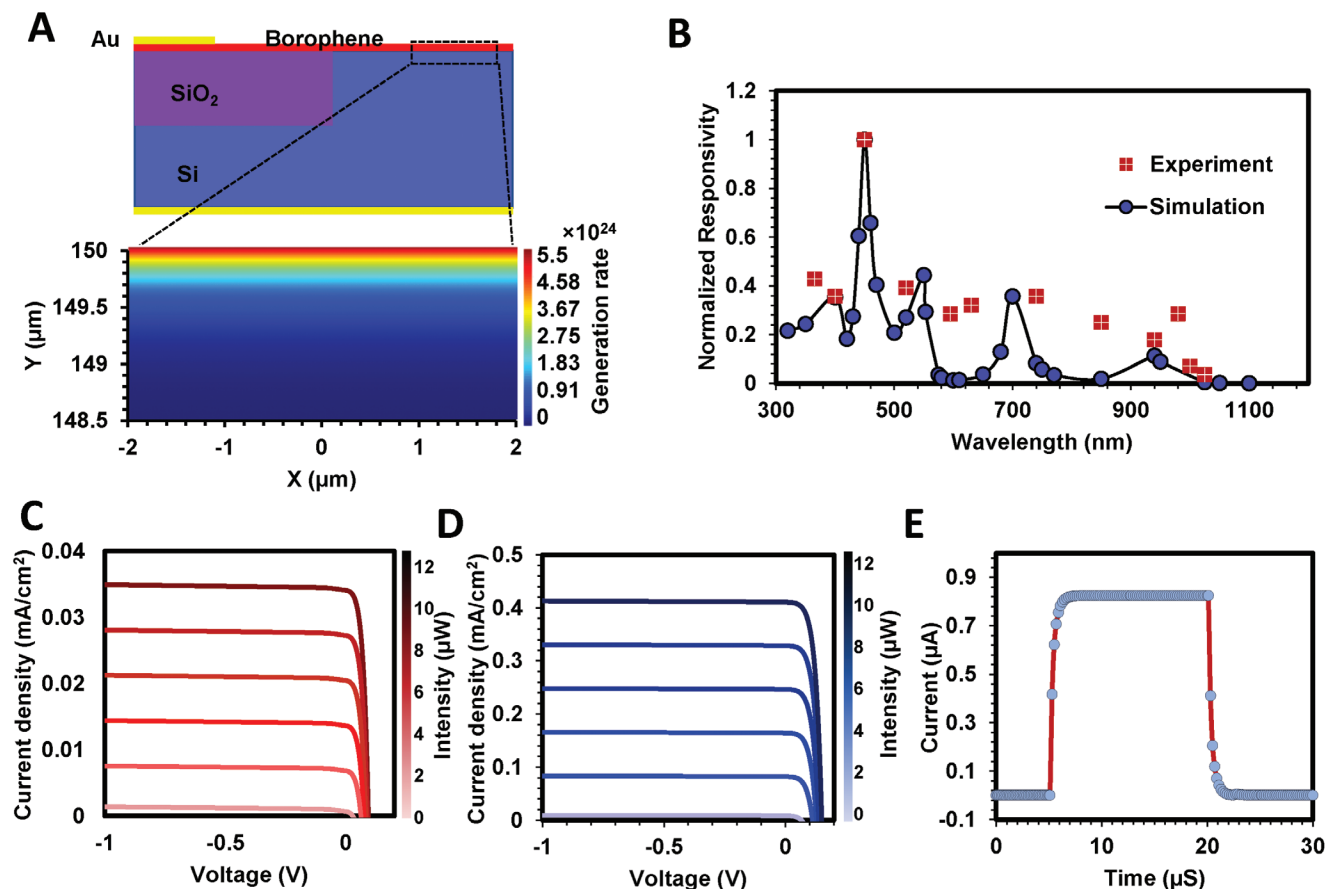 A
Au
Borophene
SiO2
Si
×10^24
Y (µm)
150
149.5
149
148.5
-2
-1
0
1
2
X (µm)
5.5
4.58
3.67
2.75
1.83
0.91
0
Generation rate
B
Normalized Responsivity
1.2
1
0.8
0.6
0.4
0.2
0
Experiment
Simulation
300
500
700
900
1100
Wavelength (nm)
C
Current density (mA/cm²)
0.04
0.03
0.02
0.01
0
-1
-0.5
0
Voltage (V)
12
10
8
6
4
2
0
Intensity (µW)
D
Current density (mA/cm²)
0.5
0.4
0.3
0.2
0.1
0
-1
-0.5
0
Voltage (V)
12
10
8
6
4
2
0
Intensity (µW)
E
Current (µA)
0.9
0.7
0.5
0.3
0.1
-0.1
0
10
20
30
Time (µS)